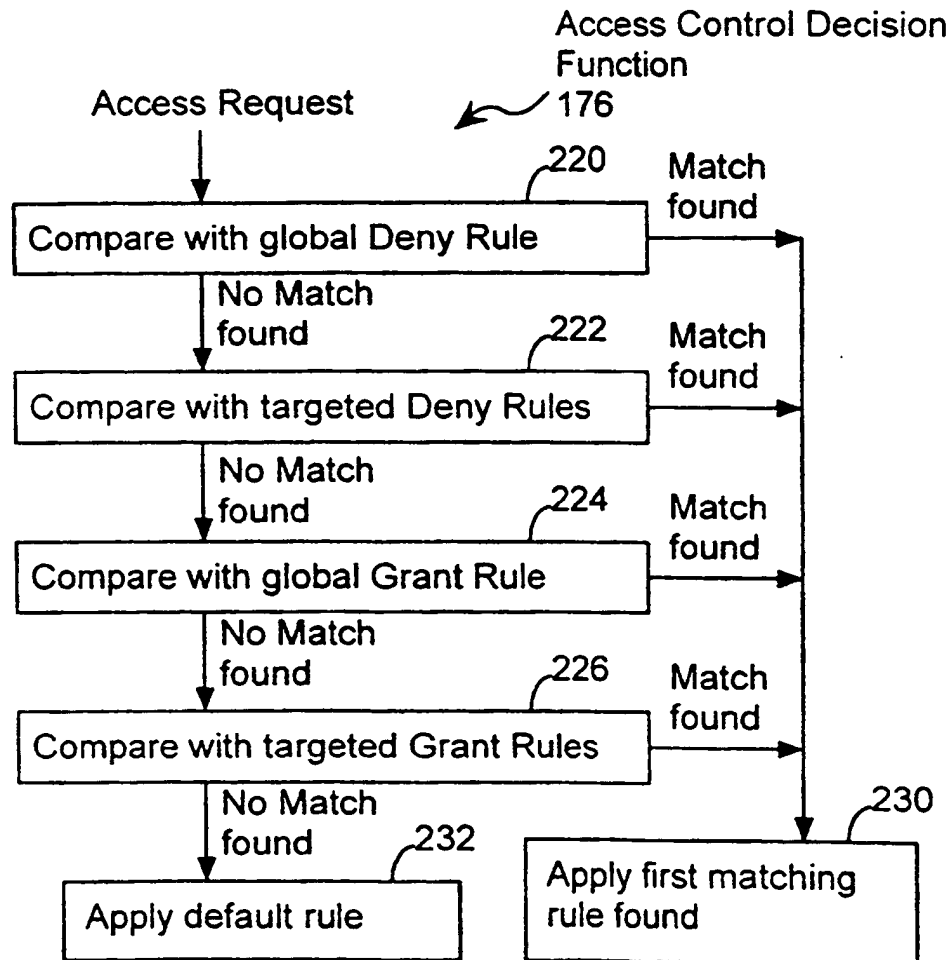 Access Control Decision
Function
176
Access Request
220
Match
found
Compare with global Deny Rule
No Match
found
222
Match
found
Compare with targeted Deny Rules
No Match
found
224
Match
found
Compare with global Grant Rule
No Match
found
226
Match
found
Compare with targeted Grant Rules
No Match
found
232
230
Apply default rule
Apply first matching
rule found